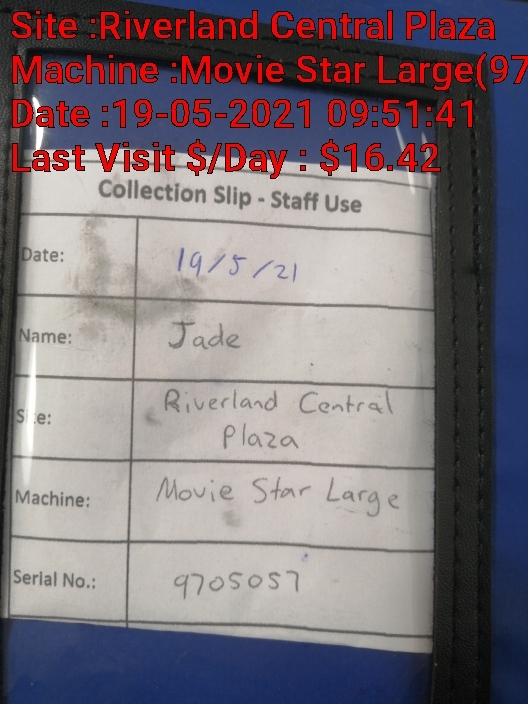 Site :Riverland Central Plaza
Machine :Movie Star Large(97
Date :19-05-2021 09:51:41
Last Visit $/Day : $16.42
Collection Slip - Staff Use
Date: 19/5/21
Name: Jade
Site: Riverland Central
Plaza
Machine: Movie Star Large
Serial No.: 9705057